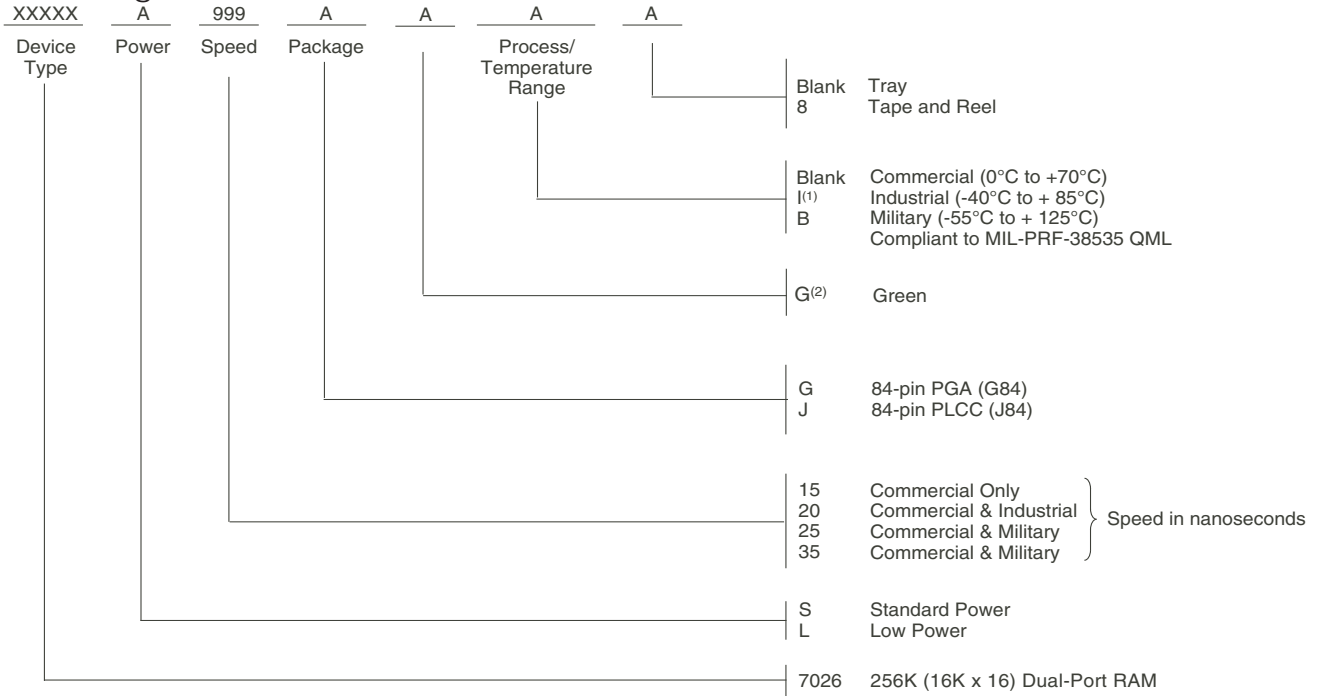 XXXXX A 999 A A A A
Device Type Power Speed Package Process/ Temperature Range
Blank Tray
8 Tape and Reel
Blank Commercial (0°C to +70°C)
I(1) Industrial (-40°C to + 85°C)
B Military (-55°C to + 125°C)
Compliant to MIL-PRF-38535 QML
G(2) Green
G 84-pin PGA (G84)
J 84-pin PLCC (J84)
15 Commercial Only
20 Commercial & Industrial
25 Commercial & Military
35 Commercial & Military
Speed in nanoseconds
S Standard Power
L Low Power
7026 256K (16K x 16) Dual-Port RAM